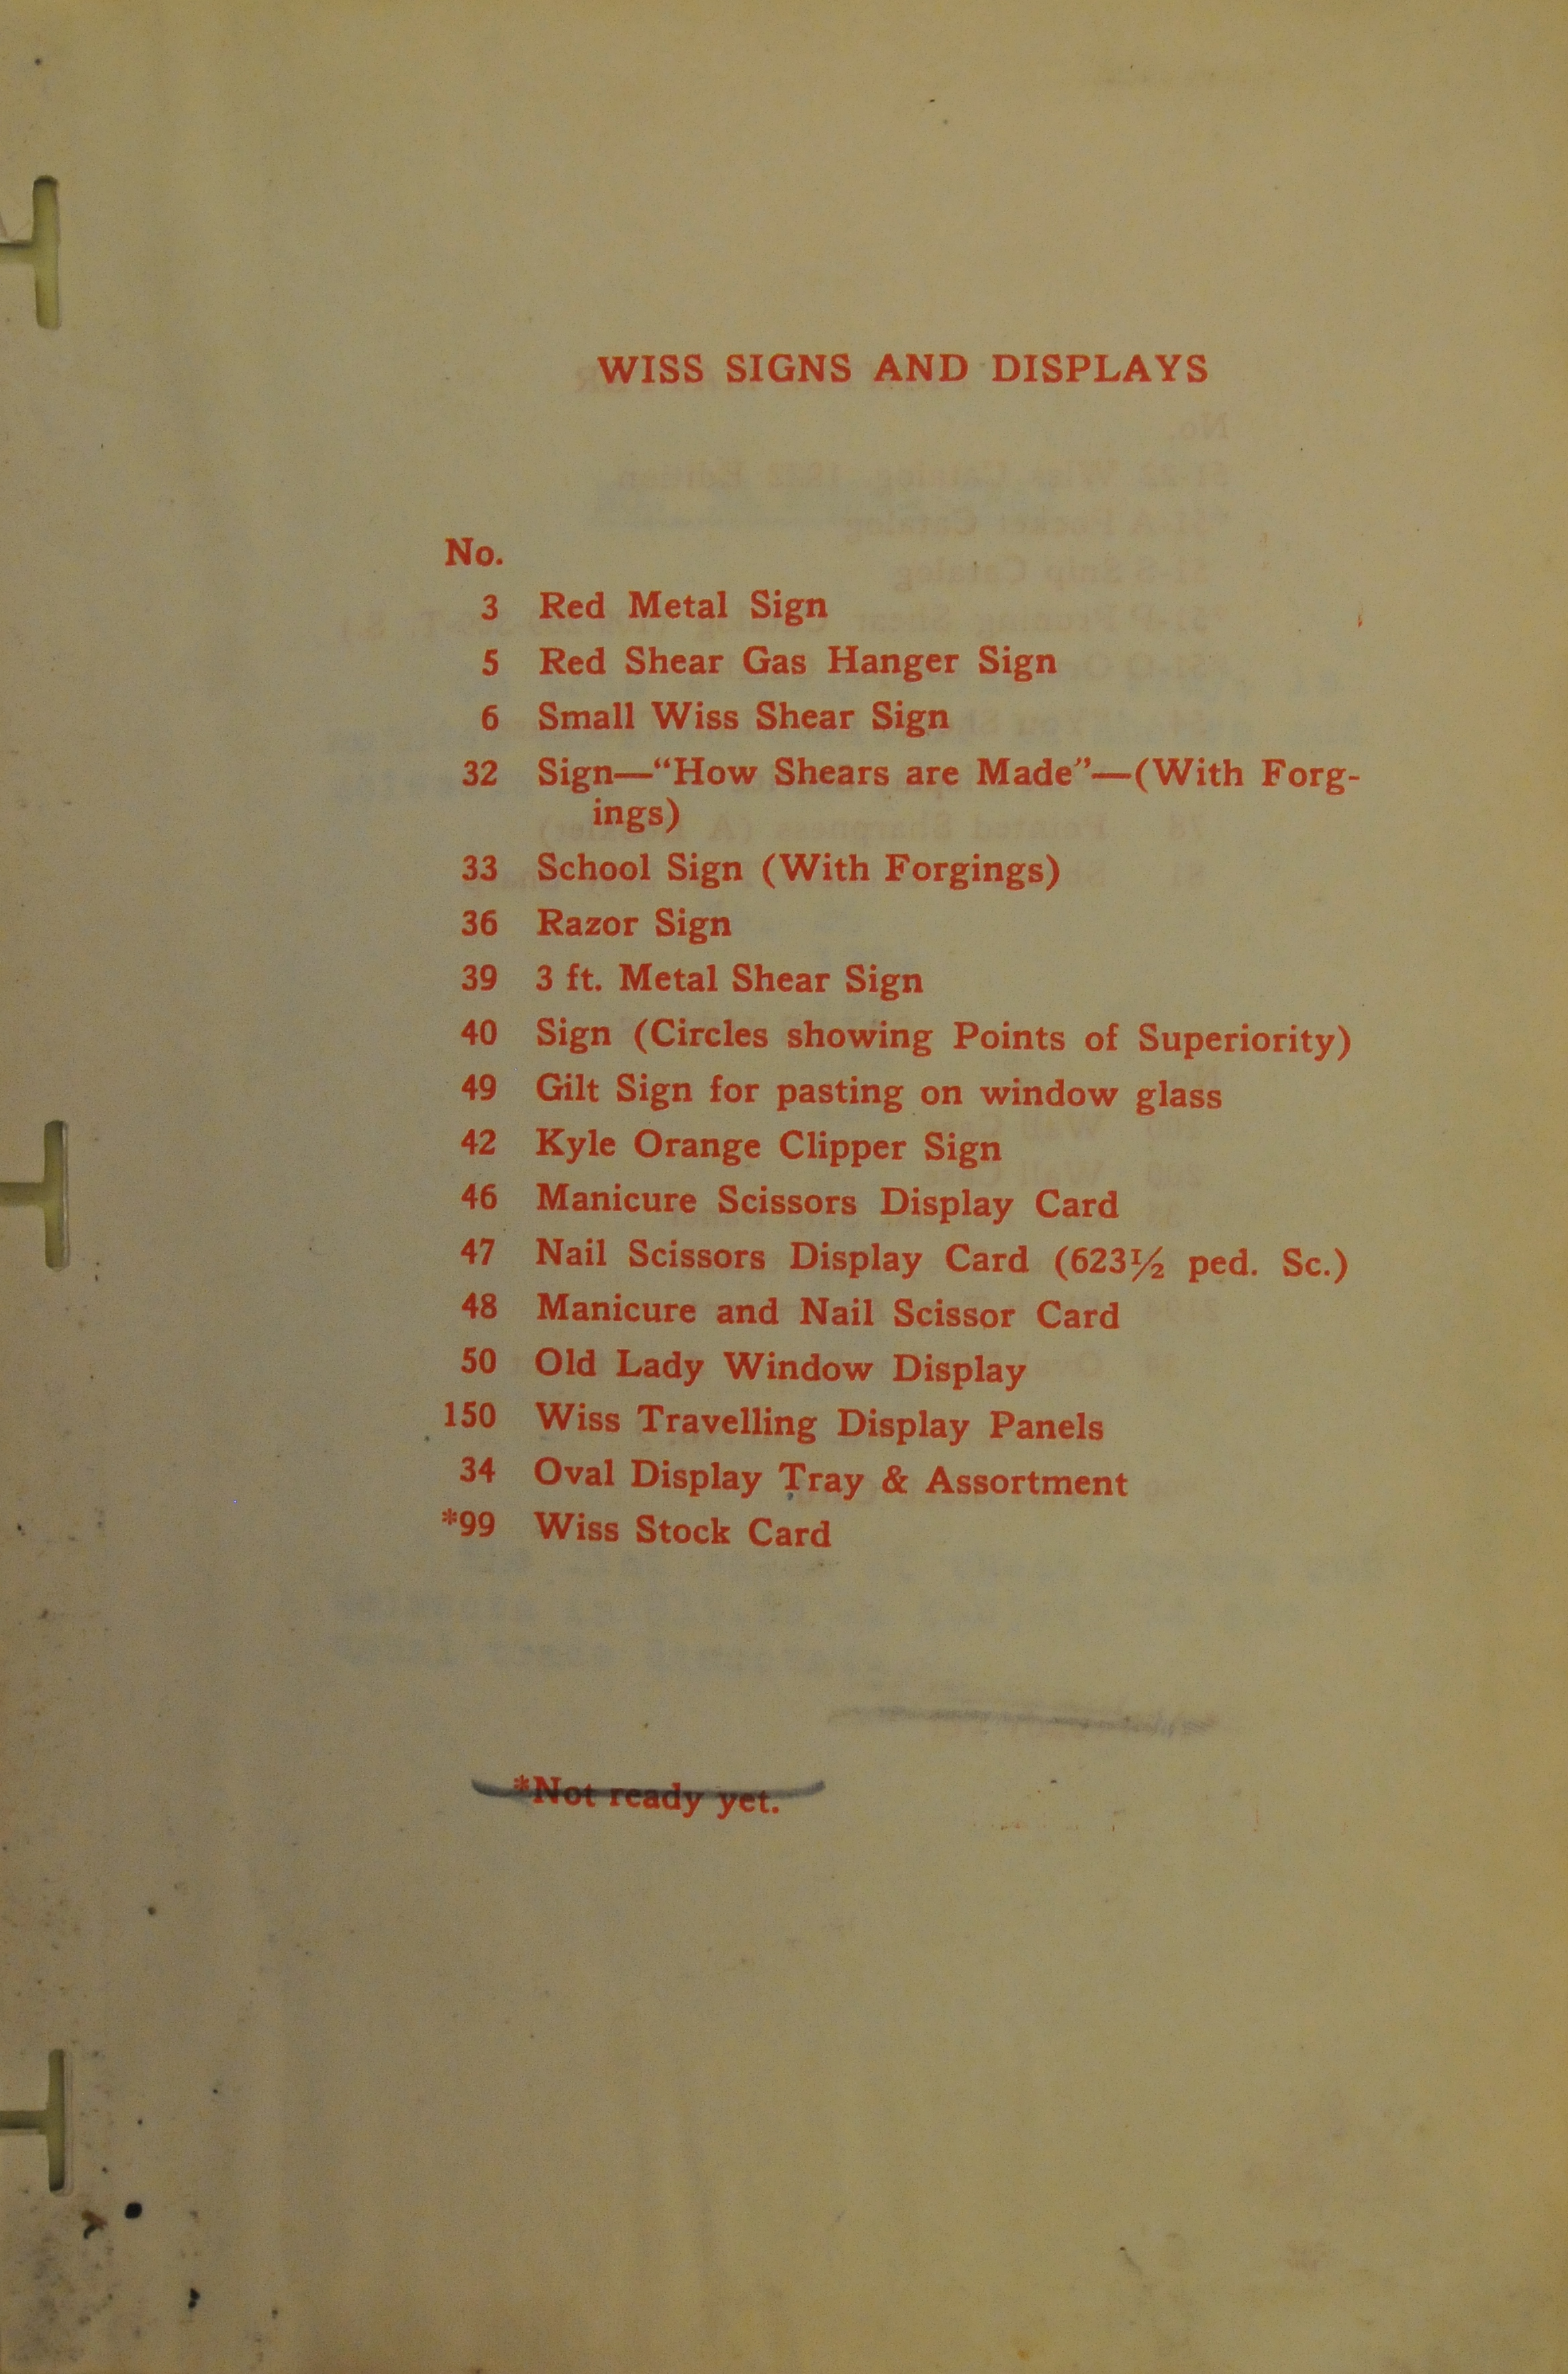 WISS SIGNS AND DISPLAYS
No.
3 Red Metal Sign
5 Red Shear Gas Hanger Sign
6 Small Wiss Shear Sign
32 Sign—“How Shears are Made”—(With Forg-
ings)
33 School Sign (With Forgings)
36 Razor Sign
39 3 ft. Metal Shear Sign
40 Sign (Circles showing Points of Superiority)
49 Gilt Sign for pasting on window glass
42 Kyle Orange Clipper Sign
46 Manicure Scissors Display Card
47 Nail Scissors Display Card (623½ ped. Sc.)
48 Manicure and Nail Scissor Card
50 Old Lady Window Display
150 Wiss Travelling Display Panels
34 Oval Display Tray & Assortment
*99 Wiss Stock Card
*Not ready yet.